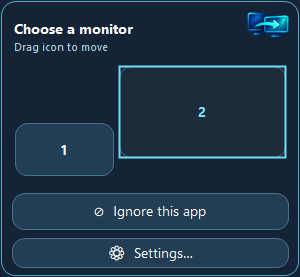 Choose a monitor
Drag icon to move
2
1
Ignore this app
Settings...